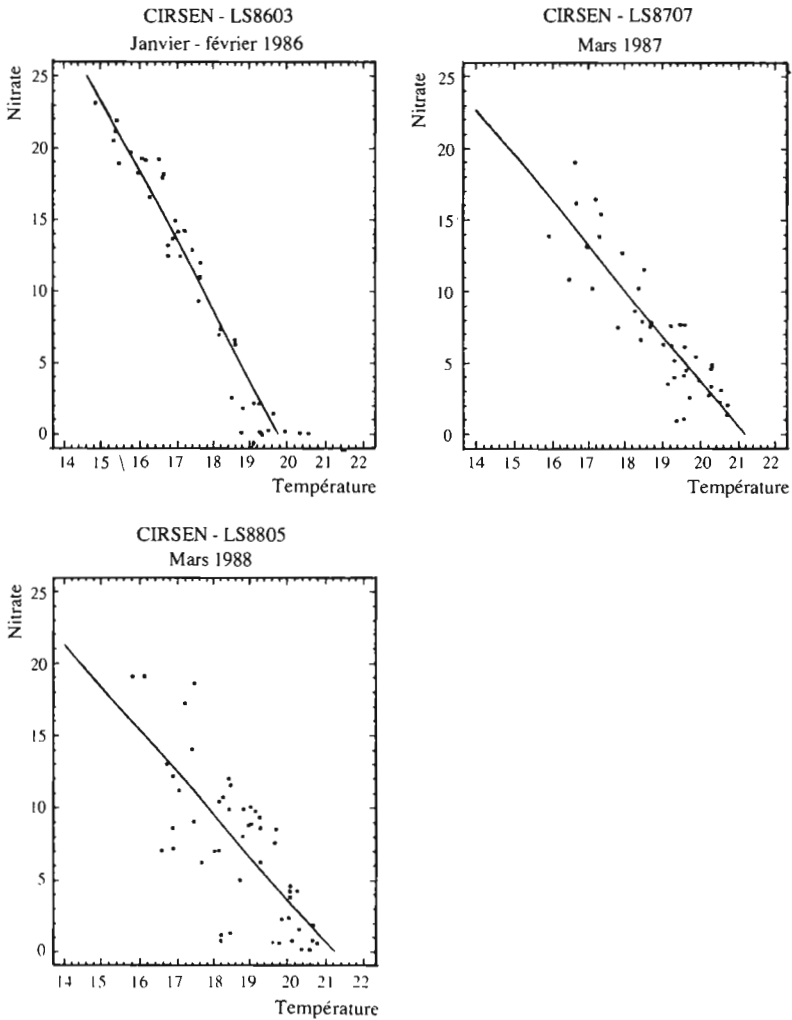 CIRSEN - LS8603
Janvier - février 1986
Nitrate
25
20
15
10
5
0
14 15 16 17 18 19 20 21 22
Température
CIRSEN - LS8707
Mars 1987
Nitrate
25
20
15
10
5
0
14 15 16 17 18 19 20 21 22
Température
CIRSEN - LS8805
Mars 1988
Nitrate
25
20
15
10
5
0
14 15 16 17 18 19 20 21 22
Température